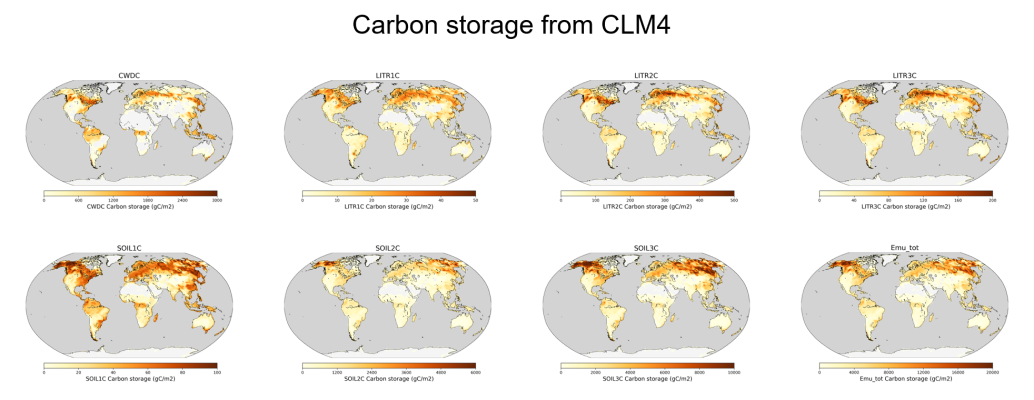 Carbon storage from CLM4
CWDC
LITR1C
LITR2C
LITR3C
0 600 1200 1800 2400 3000
0 10 20 30 40 50
0 100 200 300 400 500
0 40 80 120 160 200
CWDC Carbon storage (gC/m2)
LITR1C Carbon storage (gC/m2)
LITR2C Carbon storage (gC/m2)
LITR3C Carbon storage (gC/m2)
SOIL1C
SOIL2C
SOIL3C
Emu_tot
0 20 40 60 80 100
0 1200 2400 3600 4800 6000
0 2000 4000 6000 8000 10000
0 4000 8000 12000 16000 20000
SOIL1C Carbon storage (gC/m2)
SOIL2C Carbon storage (gC/m2)
SOIL3C Carbon storage (gC/m2)
Emu_tot Carbon storage (gC/m2)